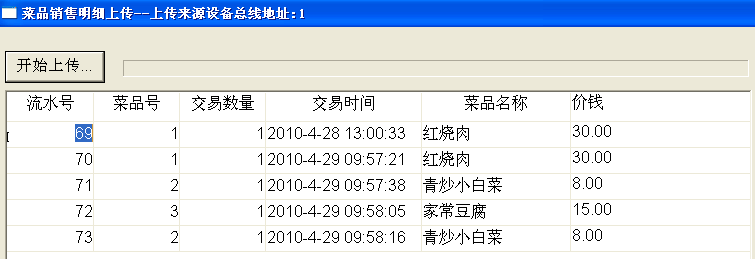 菜品销售明细上传--上传来源设备总线地址:1
开始上传...
流水号 菜品号 交易数量 交易时间 菜品名称 价钱
69 1 1 2010-4-28 13:00:33 红烧肉 30.00
70 1 1 2010-4-29 09:57:21 红烧肉 30.00
71 2 1 2010-4-29 09:57:38 青炒小白菜 8.00
72 3 1 2010-4-29 09:58:05 家常豆腐 15.00
73 2 1 2010-4-29 09:58:16 青炒小白菜 8.00